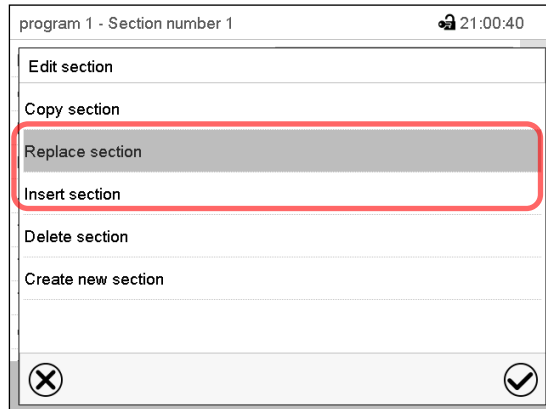 program 1 - Section number 1 21:00:40
Edit section
Copy section
Replace section
Insert section
Delete section
Create new section